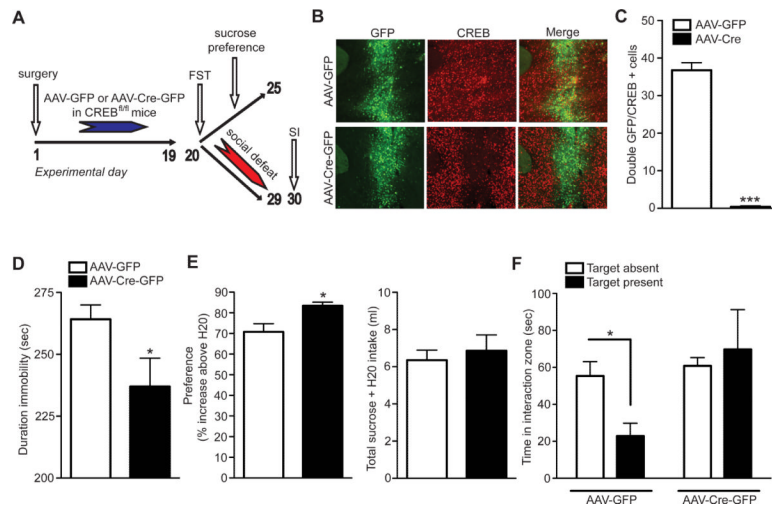 A
surgery
AAV-GFP or AAV-Cre-GFP
in CREBfl/fl mice
1
Experimental day
19
FST
20
sucrose
preference
25
social defeat
29
SI
30
B
GFP
CREB
Merge
AAV-GFP
AAV-Cre-GFP
C
AAV-GFP
AAV-Cre
Double GFP/CREB + cells
50
40
30
20
10
0
***
D
AAV-GFP
AAV-Cre-GFP
Duration immobility (sec)
275
250
225
200
*
E
Preference
(% increase above H20)
90
80
70
60
50
40
30
20
10
0
*
Total sucrose + H20 intake (ml)
8
6
4
2
0
F
Target absent
Target present
Time in interaction zone (sec)
100
80
60
40
20
0
*
AAV-GFP
AAV-Cre-GFP